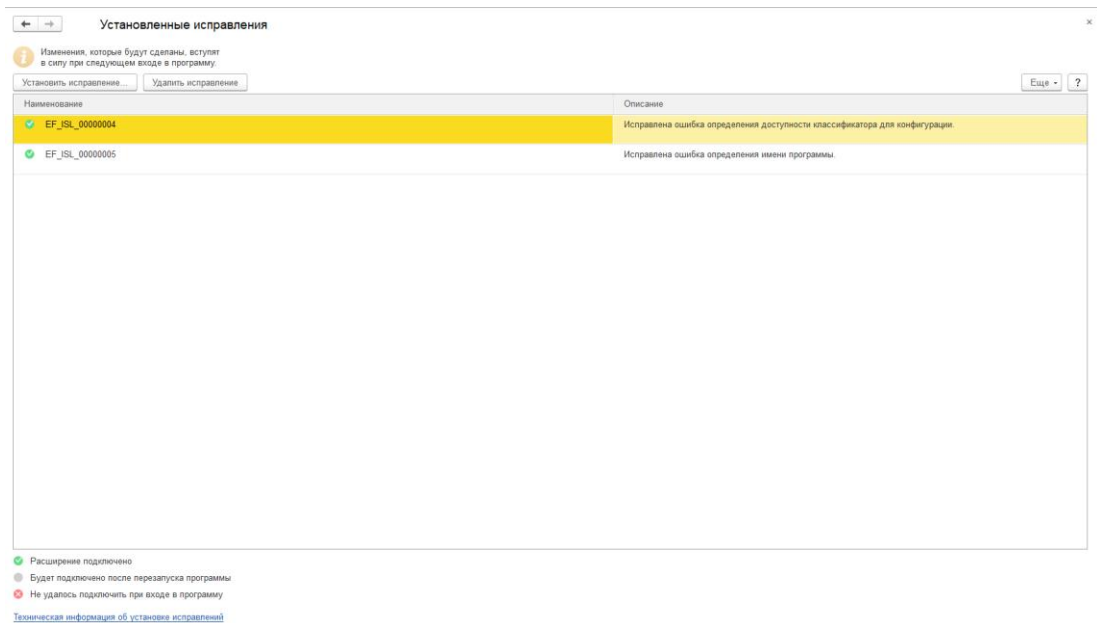 Установленные исправления
Изменения, которые будут сделаны, вступят
в силу при следующем входе в программу.
Установить исправление... Удалить исправление Еще ?
Наименование Описание
EF_ISL_00000004 Исправлена ошибка определения доступности классификатора для конфигурации.
EF_ISL_00000005 Исправлена ошибка определения имени программы.
Расширение подключено
Будет подключено после перезапуска программы
Не удалось подключить при входе в программу
Техническая информация об установке исправлений